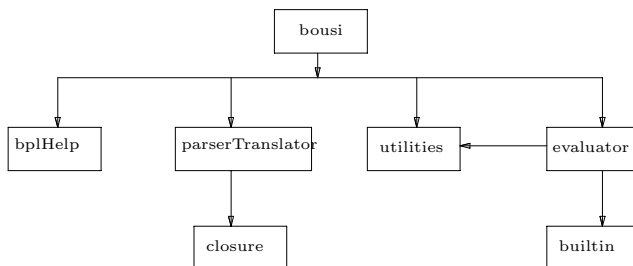 bousi
bplHelp
parserTranslator
utilities
evaluator
closure
builtin